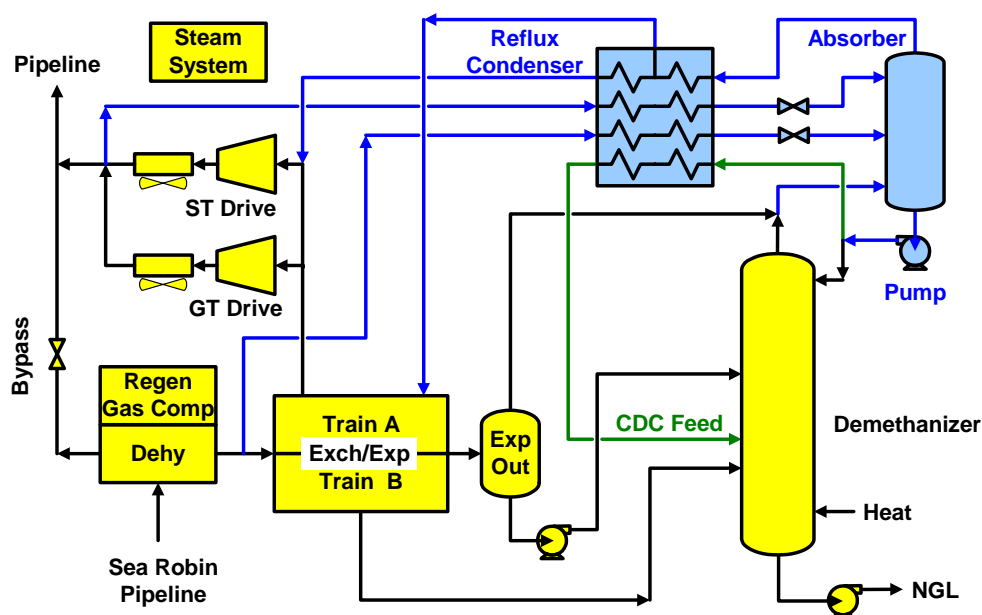 Steam
System
Pipeline
Reflux
Condenser
Absorber
ST Drive
GT Drive
Pump
Bypass
Regen
Gas Comp
Dehy
Train A
Exch/Exp
Train B
Exp
Out
CDC Feed
Demethanizer
Heat
Sea Robin
Pipeline
NGL